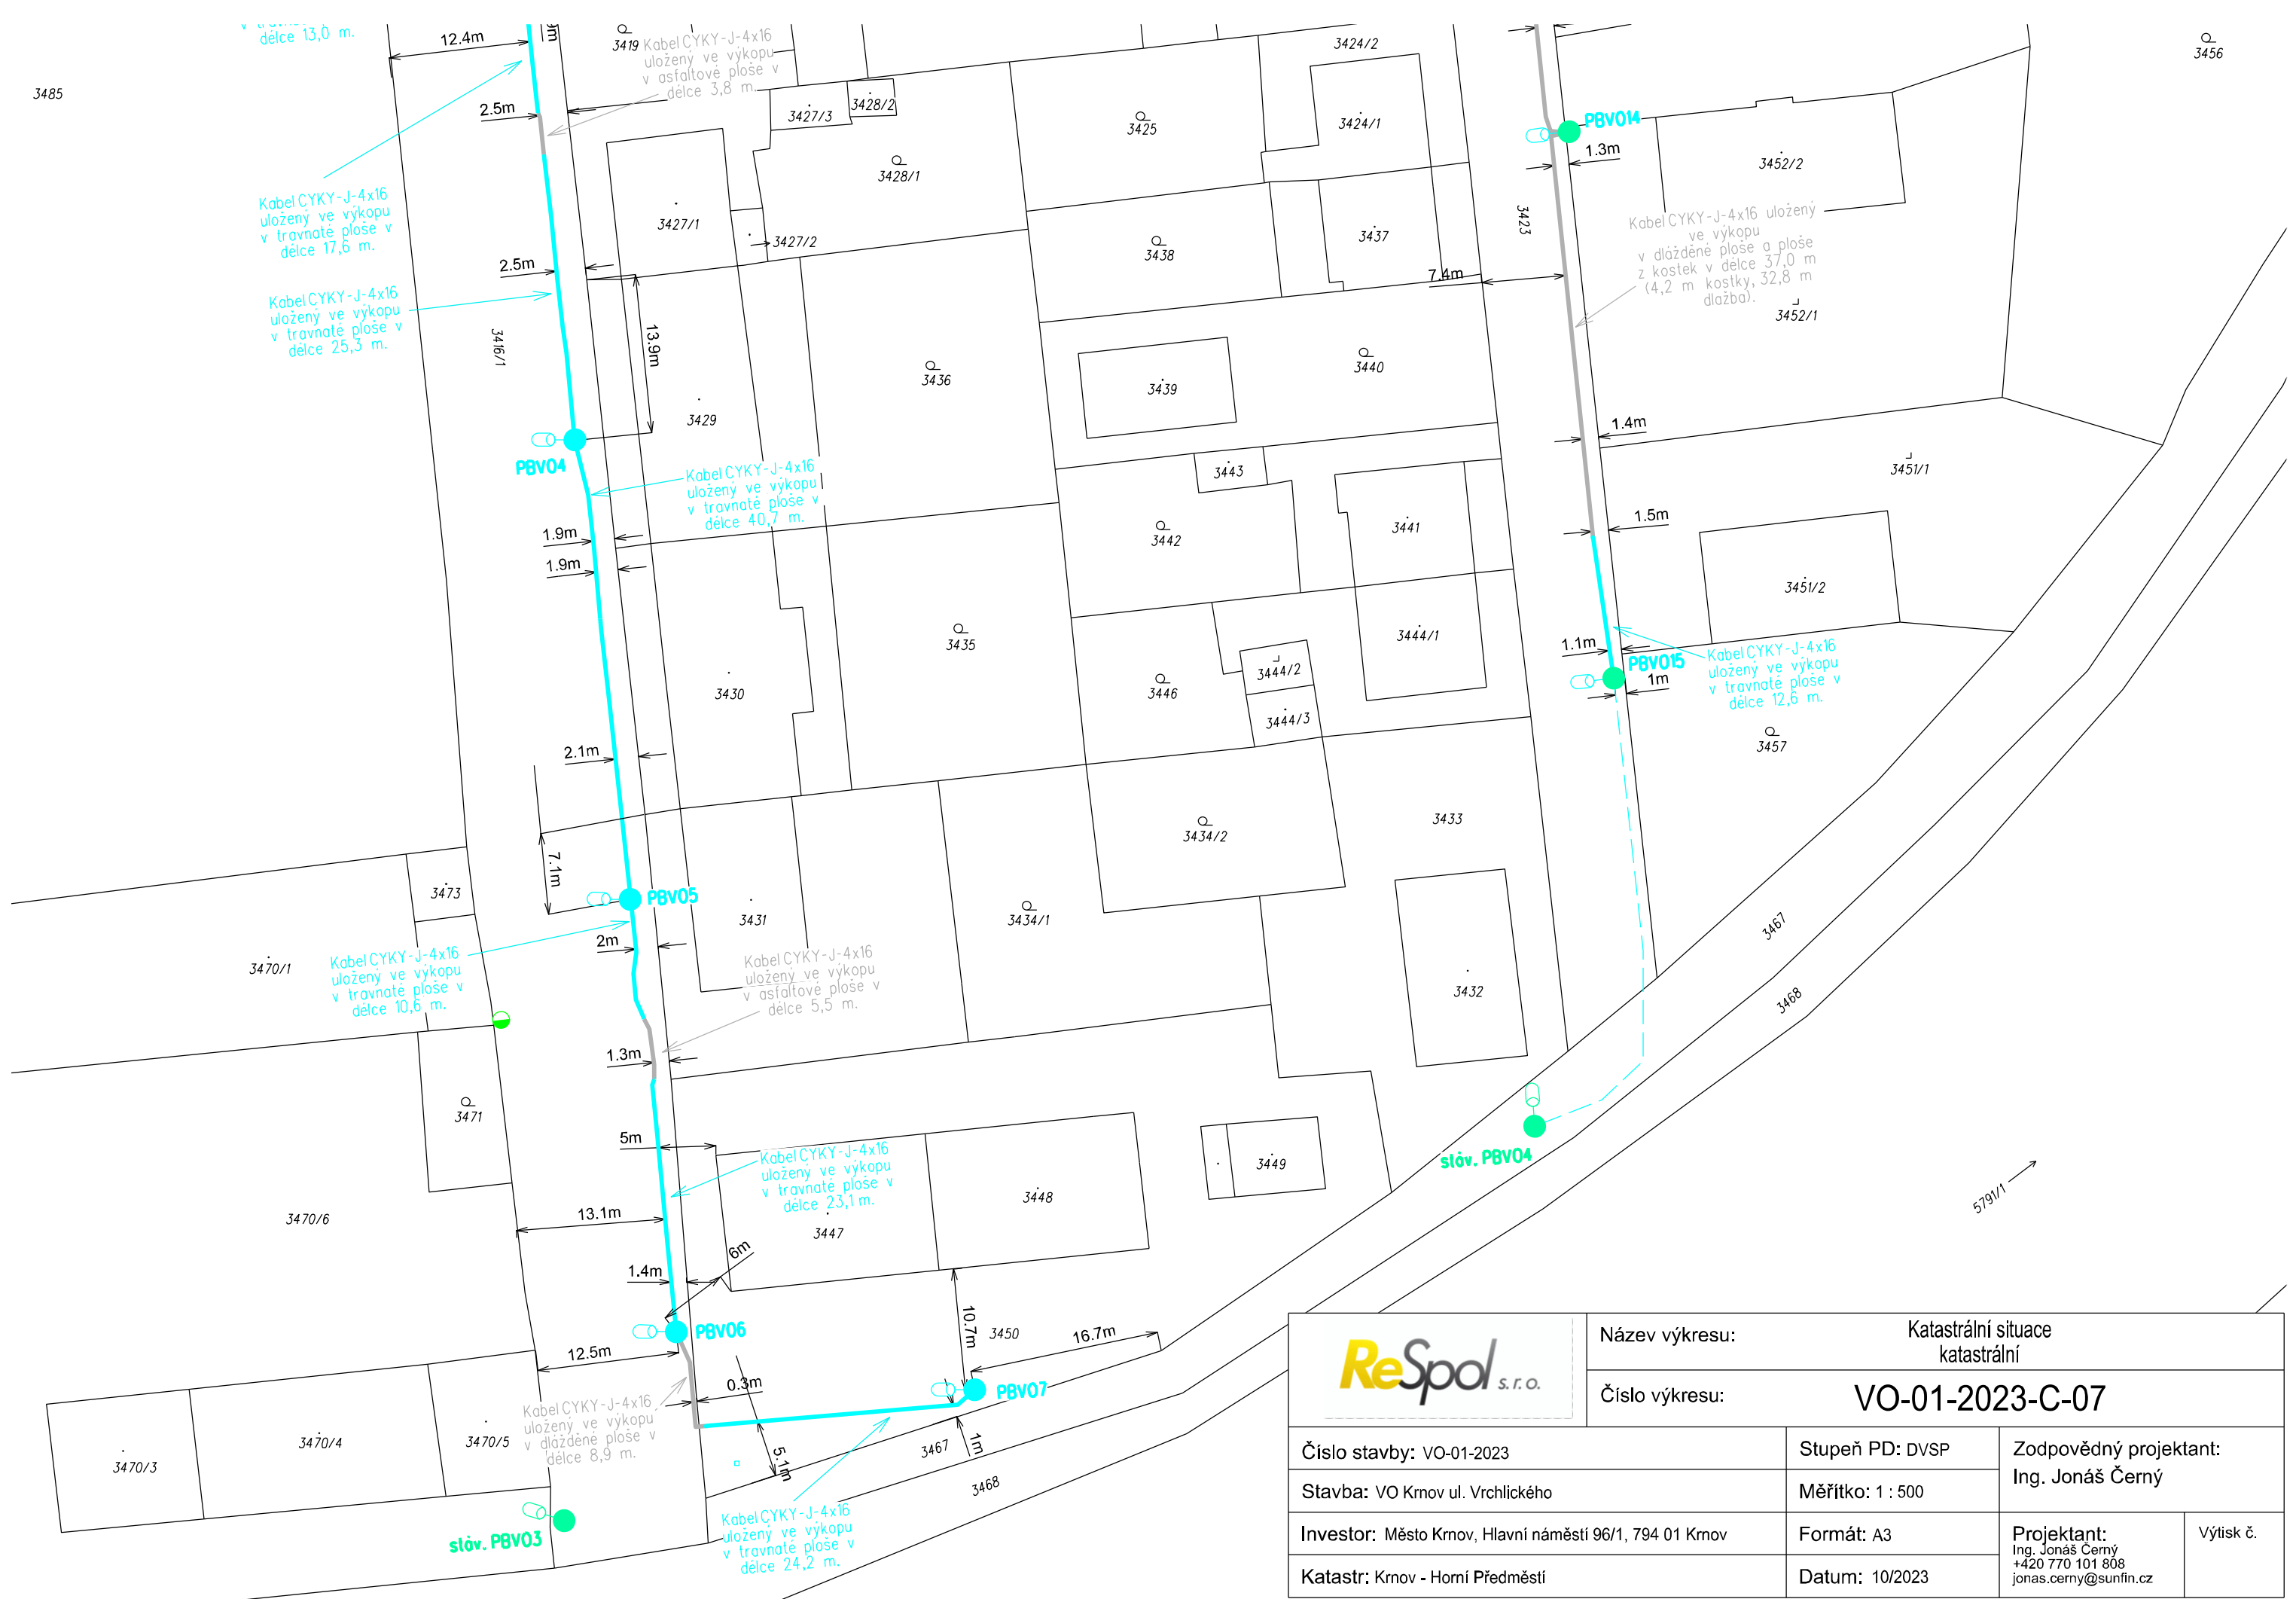 délce 13,0 m.
12.4m
3419
Kabel CYKY-J-4x16
uložený ve výkopu
v asfaltové ploše v
délce 3,8 m.
3424/2
3456
3485
2.5m
3427/3
3428/2
3425
3424/1
PBV014
1.3m
3452/2
3428/1
Kabel CYKY-J-4x16
uložený ve výkopu
v travnaté ploše v
délce 17,6 m.
3427/1
3427/2
3438
3437
3423
Kabel CYKY-J-4x16 uložený
ve výkopu
v dlážděné ploše a ploše
z kostek v délce 37,0 m
(4,2 m kostky, 32,8 m
dlažba).
2.5m
7.4m
Kabel CYKY-J-4x16
uložený ve výkopu
v travnaté ploše v
délce 25,3 m.
3452/1
3416/1
13.9m
3436
3439
3440
3429
1.4m
PBV04
Kabel CYKY-J-4x16
uložený ve výkopu
v travnaté ploše v
délce 40,7 m.
3443
3451/1
1.9m
3442
3441
1.5m
1.9m
3451/2
3435
3444/1
1.1m
PBV015
Kabel CYKY-J-4x16
uložený ve výkopu
v travnaté ploše v
délce 12,6 m.
3430
3446
3444/2
1m
3444/3
3457
2.1m
3434/2
3433
7.1m
3473
PBV05
3431
3434/1
3467
2m
3470/1
Kabel CYKY-J-4x16
uložený ve výkopu
v travnaté ploše v
délce 10,6 m.
Kabel CYKY-J-4x16
uložený ve výkopu
v asfaltové ploše v
délce 5,5 m.
3432
3468
1.3m
3471
5m
Kabel CYKY-J-4x16
uložený ve výkopu
v travnaté ploše v
délce 23,1 m.
3449
sláv. PBV04
3448
5791/1
3470/6
13.1m
3447
6m
1.4m
PBV06
10.7m
3450
16.7m
12.5m
0.3m
PBV07
Kabel CYKY-J-4x16
uložený ve výkopu
v dlážděné ploše v
délce 8,9 m.
3470/3
3470/4
3470/5
5.1m
3467
1m
3468
sláv. PBV03
Kabel CYKY-J-4x16
uložený ve výkopu
v travnaté ploše v
délce 24,2 m.
ReSpol s.r.o.
Název výkresu:
Katastrální situace
katastrální
Číslo výkresu:
VO-01-2023-C-07
Číslo stavby: VO-01-2023
Stupeň PD: DVSP
Zodpovědný projektant:
Ing. Jonáš Černý
Stavba: VO Krnov ul. Vrchlického
Měřítko: 1 : 500
Investor: Město Krnov, Hlavní náměstí 96/1, 794 01 Krnov
Formát: A3
Projektant:
Ing. Jonáš Černý
+420 770 101 808
jonas.cerny@sunfin.cz
Výtisk č.
Katastr: Krnov - Horní Předměstí
Datum: 10/2023